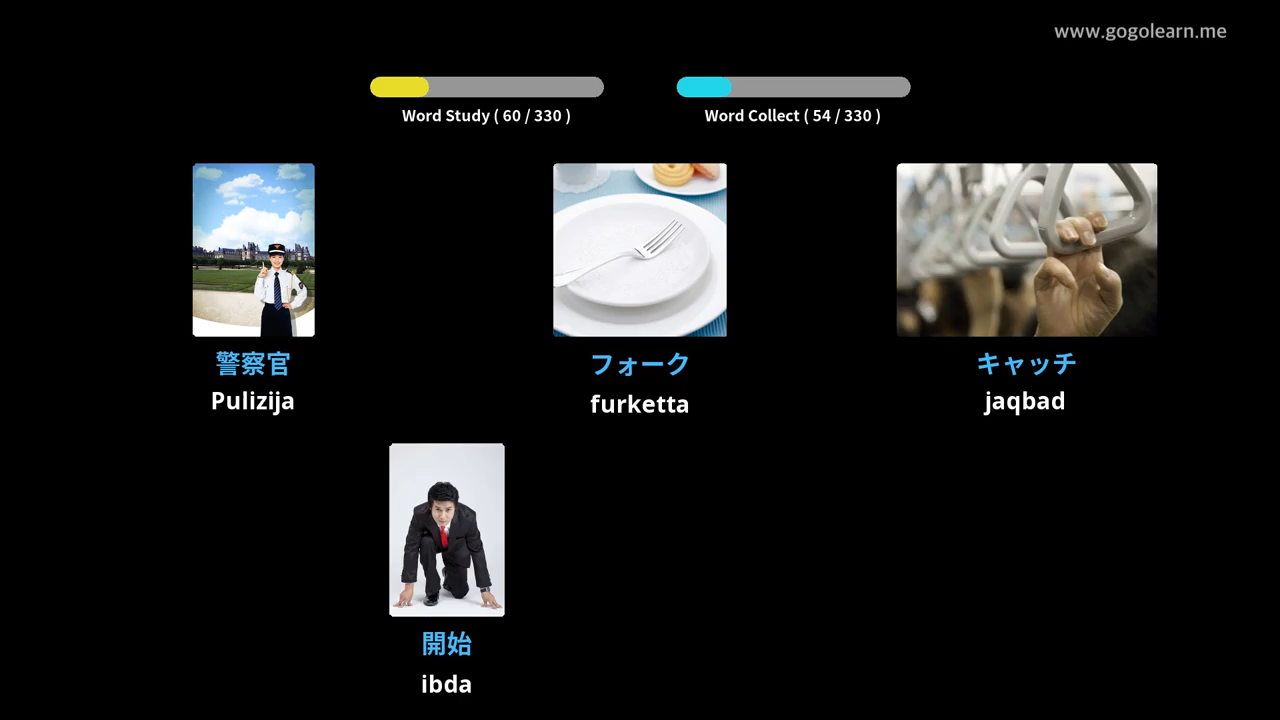 www.gogolearn.me
Word Study ( 60 / 330 )
Word Collect ( 54 / 330 )
警察官
Pulizija
フォーク
furketta
キャッチ
jaqbad
開始
ibda